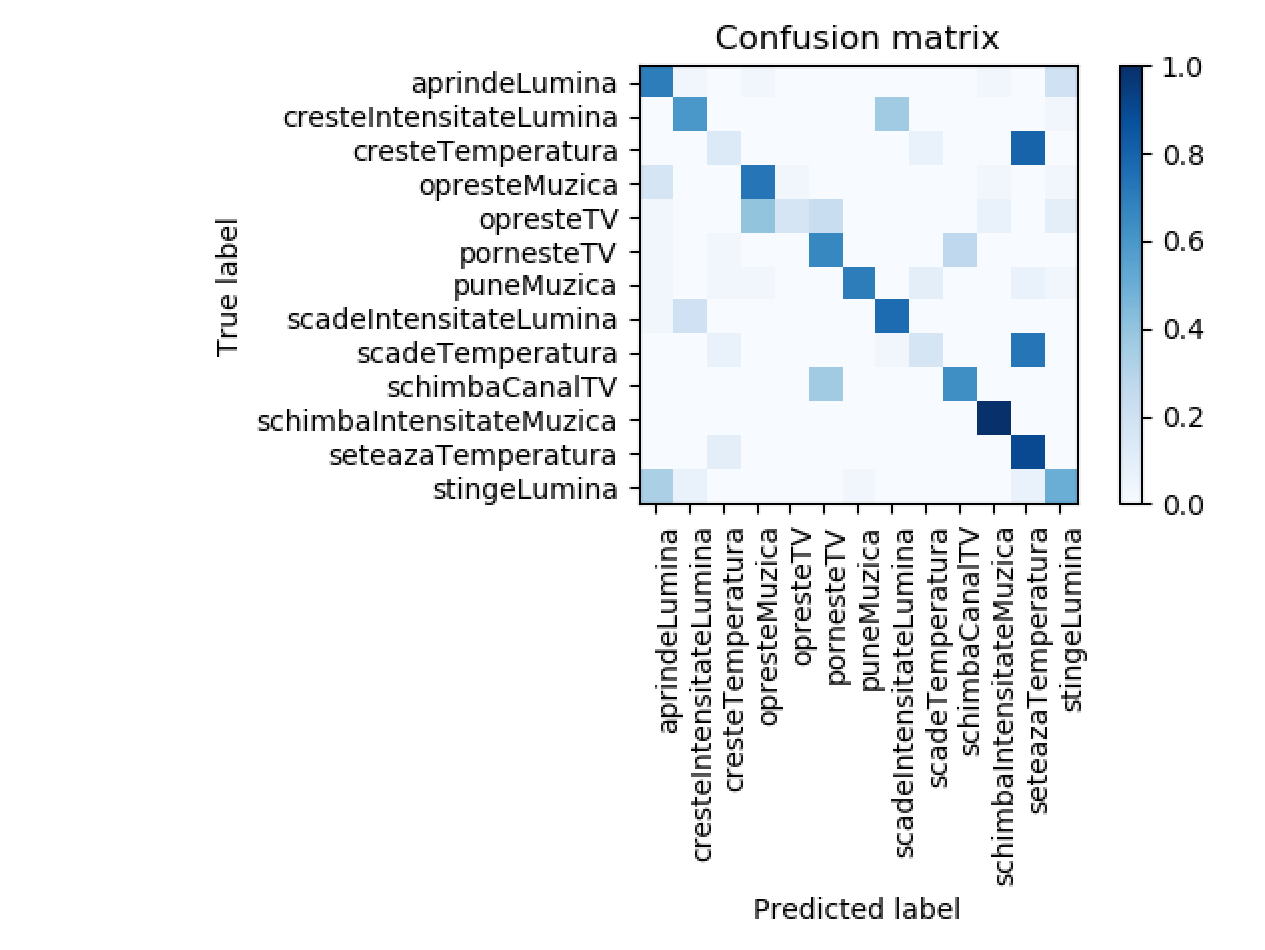 Confusion matrix
True label
aprindeLumina
cresteIntensitateLumina
cresteTemperatura
opresteMuzica
opresteTV
pornesteTV
puneMuzica
scadeIntensitateLumina
scadeTemperatura
schimbaCanalTV
schimbaIntensitateMuzica
seteazaTemperatura
stingeLumina
1.0
0.8
0.6
0.4
0.2
0.0
aprindeLumina
cresteIntensitateLumina
cresteTemperatura
opresteMuzica
opresteTV
pornesteTV
puneMuzica
scadeIntensitateLumina
scadeTemperatura
schimbaCanalTV
schimbaIntensitateMuzica
seteazaTemperatura
stingeLumina
Predicted label